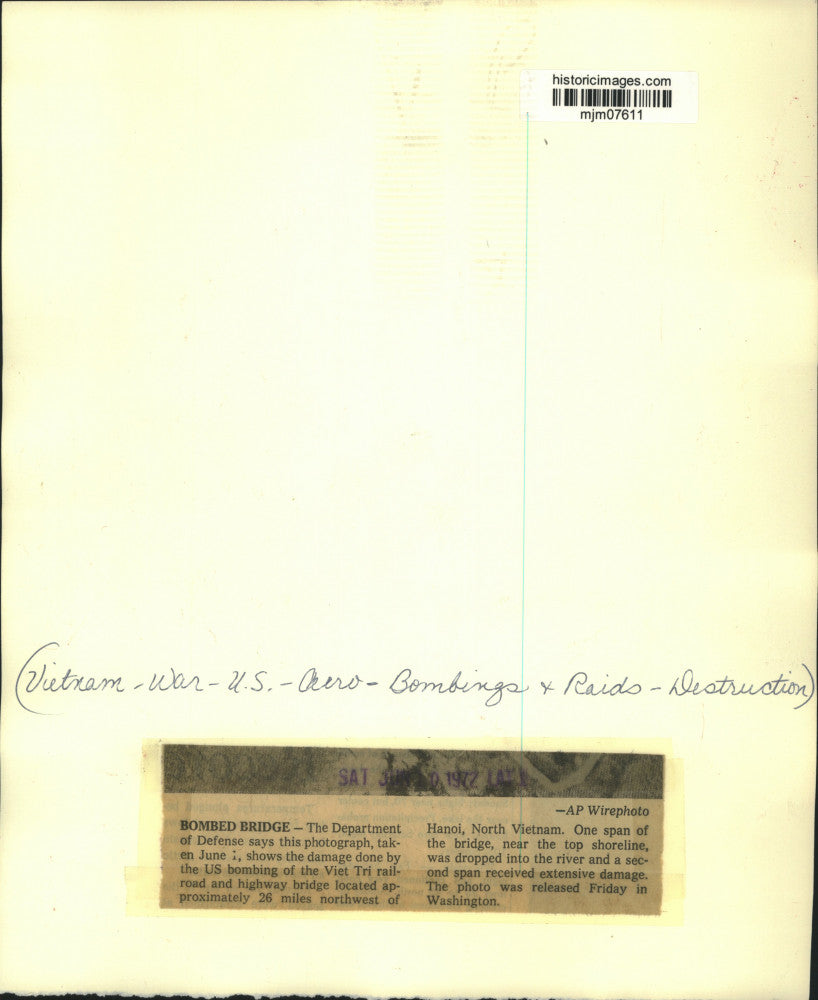 historicimages.com
mjm07611
(Vietnam - War - U.S. - Aero - Bombings & Raids - Destruction)
SAT 0 1972
—AP Wirephoto
BOMBED BRIDGE — The Department
of Defense says this photograph, tak-
en June 1, shows the damage done by
the US bombing of the Viet Tri rail-
road and highway bridge located ap-
proximately 26 miles northwest of
Hanoi, North Vietnam. One span of
the bridge, near the top shoreline,
was dropped into the river and a sec-
ond span received extensive damage.
The photo was released Friday in
Washington.